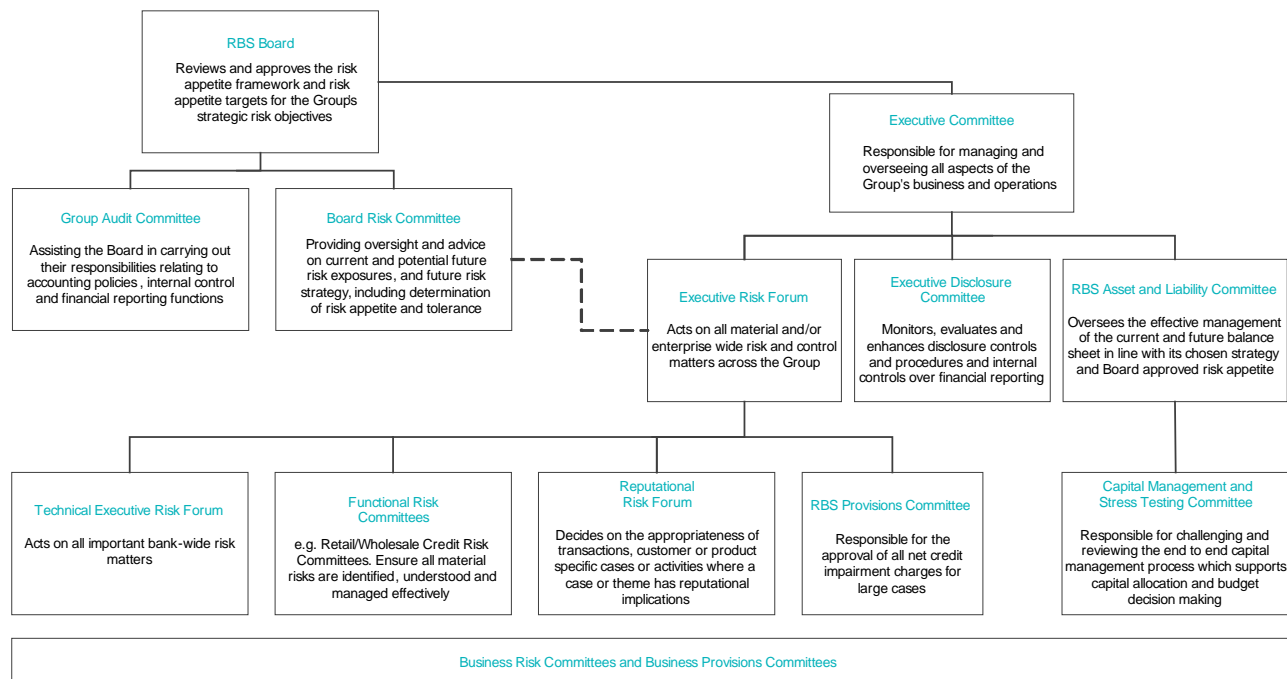 RBS Board
Reviews and approves the risk
appetite framework and risk
appetite targets for the Group's
strategic risk objectives
Executive Committee
Responsible for managing and
overseeing all aspects of the
Group's business and operations
Group Audit Committee
Assisting the Board in carrying out
their responsibilities relating to
accounting policies , internal control
and financial reporting functions
Board Risk Committee
Providing oversight and advice
on current and potential future
risk exposures, and future risk
strategy, including determination
of risk appetite and tolerance
Executive Risk Forum
Acts on all material and/or
enterprise wide risk and control
matters across the Group
Executive Disclosure
Committee
Monitors, evaluates and
enhances disclosure controls
and procedures and internal
controls over financial reporting
RBS Asset and Liability Committee
Oversees the effective management
of the current and future balance
sheet in line with its chosen strategy
and Board approved risk appetite
Technical Executive Risk Forum
Acts on all important bank-wide risk
matters
Functional Risk
Committees
e.g. Retail/Wholesale Credit Risk
Committees. Ensure all material
risks are identified, understood and
managed effectively
Reputational
Risk Forum
Decides on the appropriateness of
transactions, customer or product
specific cases or activities where a
case or theme has reputational
implications
RBS Provisions Committee
Responsible for the
approval of all net credit
impairment charges for
large cases
Capital Management and
Stress Testing Committee
Responsible for challenging and
reviewing the end to end capital
management process which supports
capital allocation and budget
decision making
Business Risk Committees and Business Provisions Committees